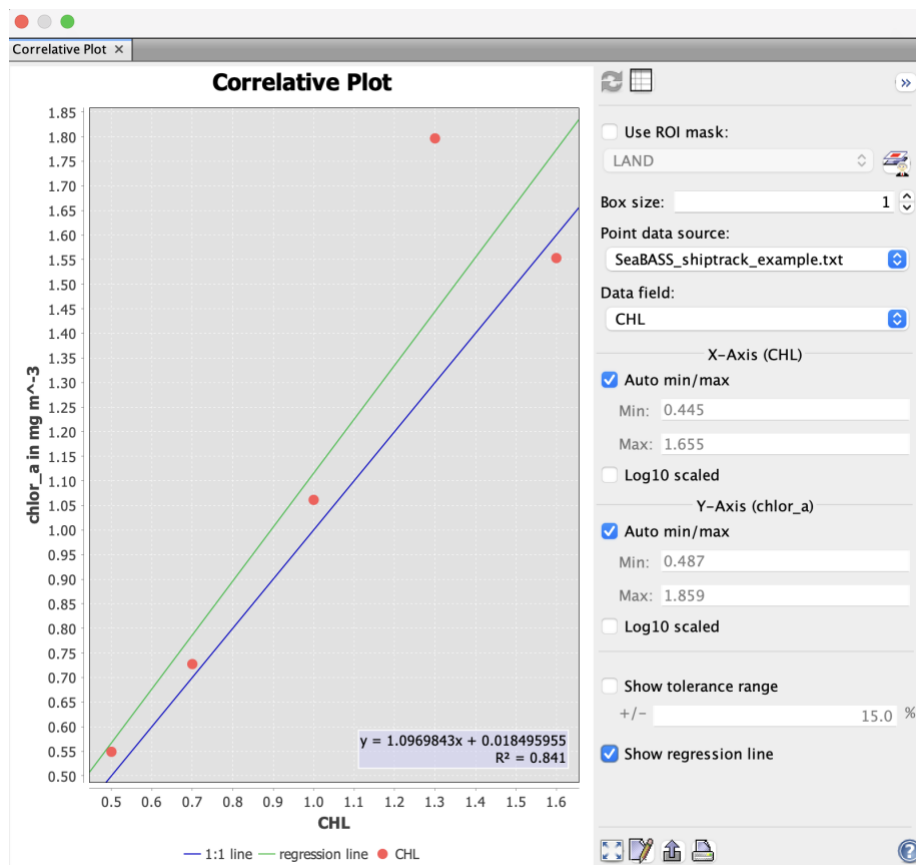 Correlative Plot ×
Correlative Plot
1.85
1.80
1.75
1.70
1.65
1.60
1.55
1.50
1.45
1.40
1.35
1.30
1.25
1.20
1.15
1.10
1.05
1.00
0.95
0.90
0.85
0.80
0.75
0.70
0.65
0.60
0.55
0.50
chlor_a in mg m^-3
y = 1.0969843x + 0.018495955
R² = 0.841
0.5 0.6 0.7 0.8 0.9 1.0 1.1 1.2 1.3 1.4 1.5 1.6
CHL
1:1 line regression line CHL
»
Use ROI mask:
LAND
Box size: 1
Point data source:
SeaBASS_shiptrack_example.txt
Data field:
CHL
X-Axis (CHL)
Auto min/max
Min: 0.445
Max: 1.655
Log10 scaled
Y-Axis (chlor_a)
Auto min/max
Min: 0.487
Max: 1.859
Log10 scaled
Show tolerance range
+/- 15.0 %
Show regression line
?